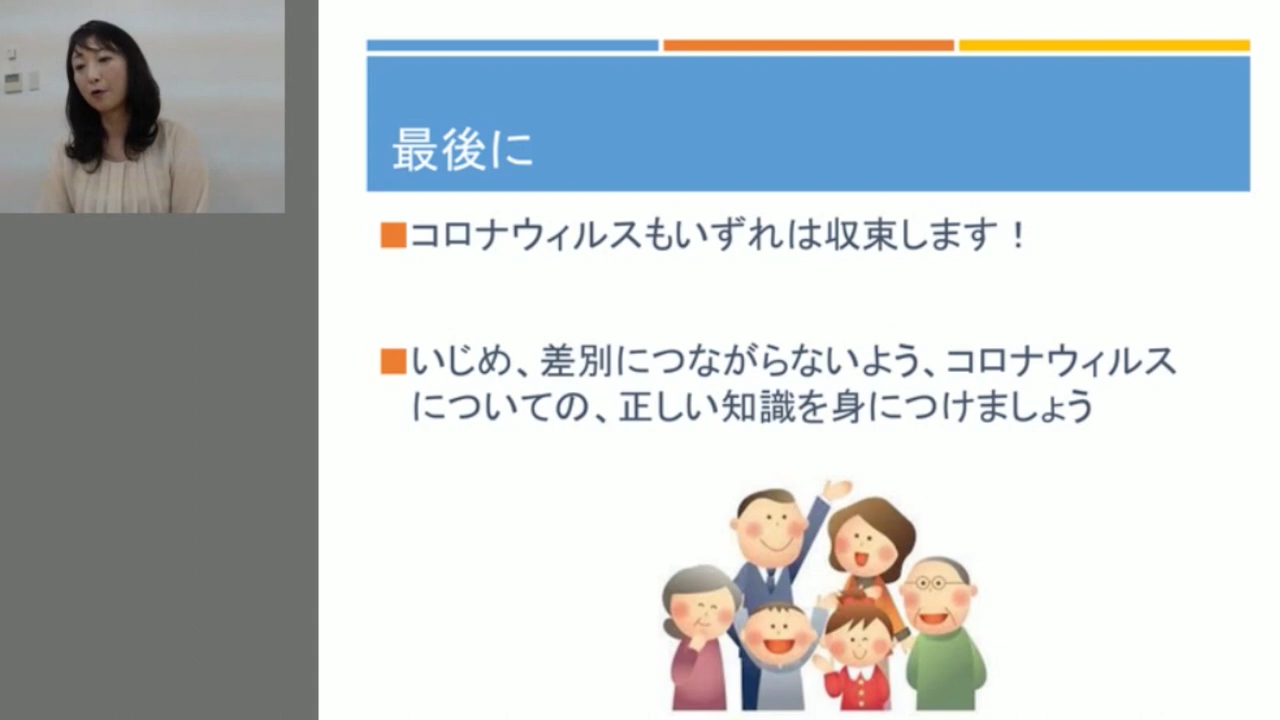 最後に
コロナウィルスもいずれは収束します！
いじめ、差別につながらないよう、コロナウィルス
についての、正しい知識を身につけましょう